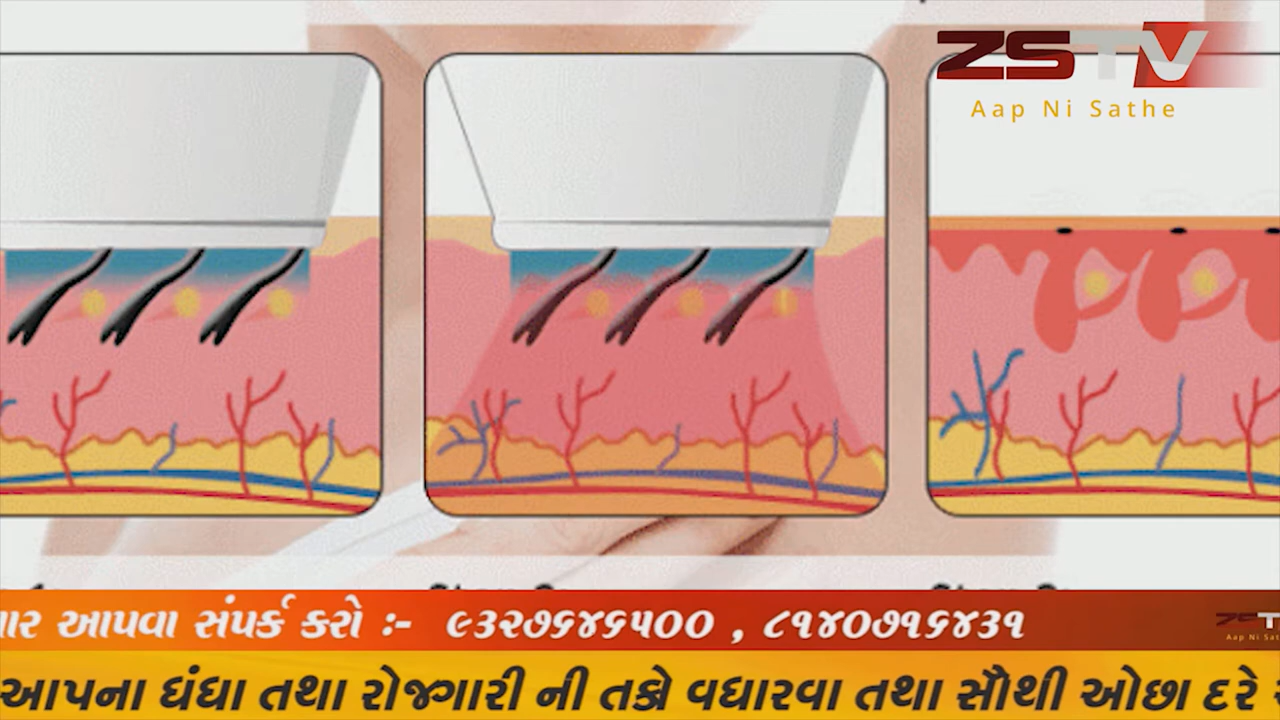 ZSTV
Aap Ni Sathe
આપવા સંપર્ક કરો :- ૯૩૨૭૬૪૬૫૦૦ , ૮૧૪૦૭૧૬૪૩૧
આપના ધંધા તથા રોજગારી ની તકો વધારવા તથા સૌથી ઓછા દરે